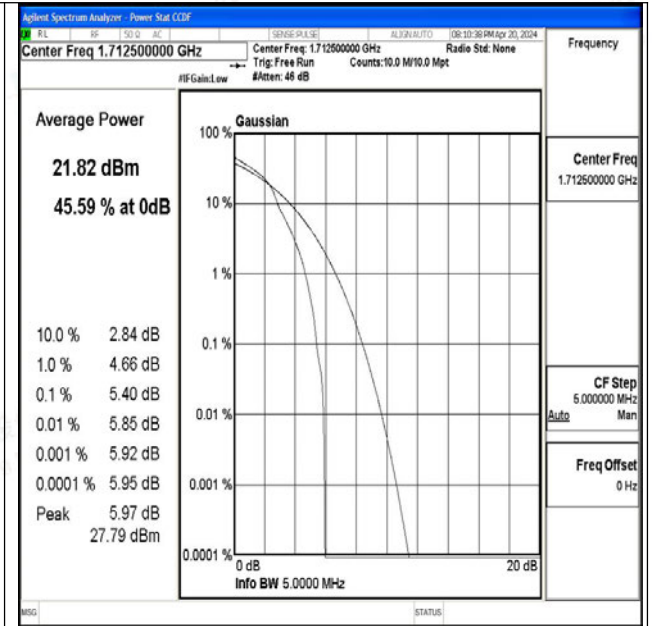 Agilent Spectrum Analyzer - Power Stat CCDF
RL RF 50 Ω AC SENSE:PULSE ALIGN AUTO 08:10:38 PM Apr 20, 2024
Center Freq 1.712500000 GHz
Center Freq: 1.712500000 GHz Radio Std: None
Trig: Free Run Counts:10.0 M/10.0 Mpt
#IFGain:Low #Atten: 46 dB
Frequency
Average Power
21.82 dBm
45.59 % at 0dB
10.0 % 2.84 dB
1.0 % 4.66 dB
0.1 % 5.40 dB
0.01 % 5.85 dB
0.001 % 5.92 dB
0.0001 % 5.95 dB
Peak 5.97 dB
27.79 dBm
Gaussian
100 %
10 %
1 %
0.1 %
0.01 %
0.001 %
0.0001 %
0 dB 20 dB
Info BW 5.0000 MHz
Center Freq
1.712500000 GHz
CF Step
5.000000 MHz
Auto Man
Freq Offset
0 Hz
MSG STATUS